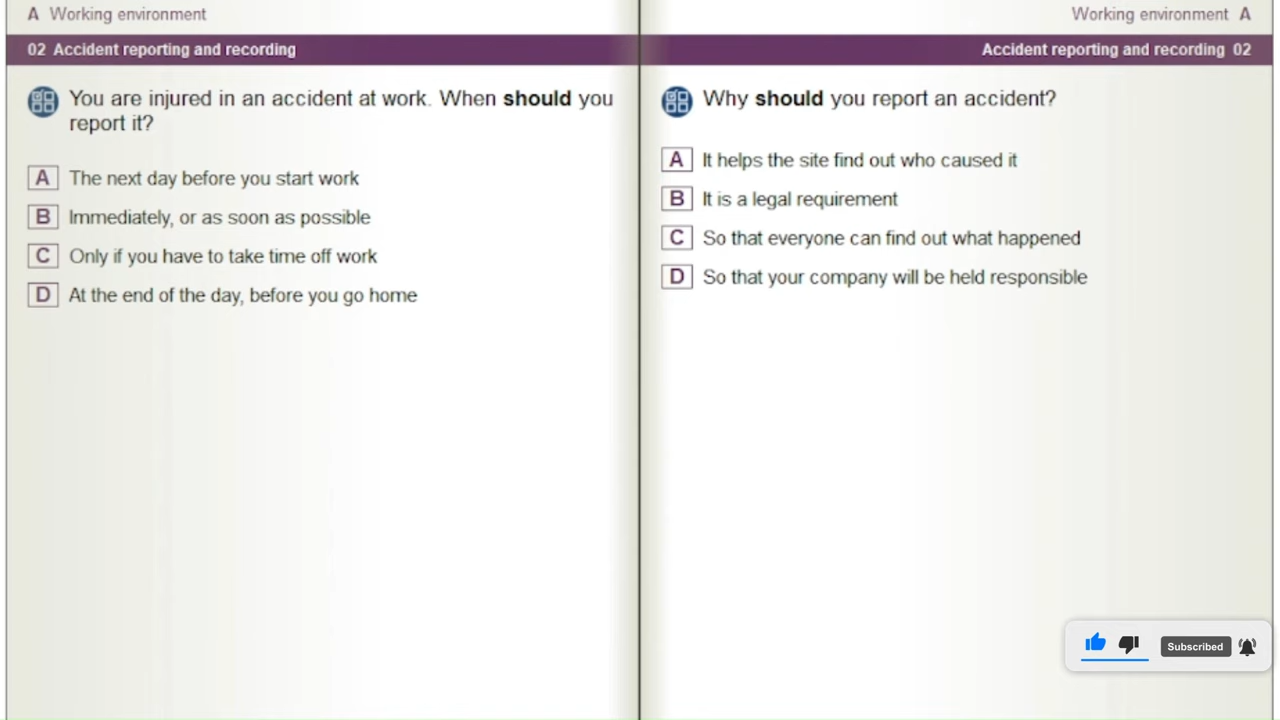 A Working environment
02 Accident reporting and recording
You are injured in an accident at work. When should you
report it?
A The next day before you start work
B Immediately, or as soon as possible
C Only if you have to take time off work
D At the end of the day, before you go home
Working environment A
Accident reporting and recording 02
Why should you report an accident?
A It helps the site find out who caused it
B It is a legal requirement
C So that everyone can find out what happened
D So that your company will be held responsible
Subscribed